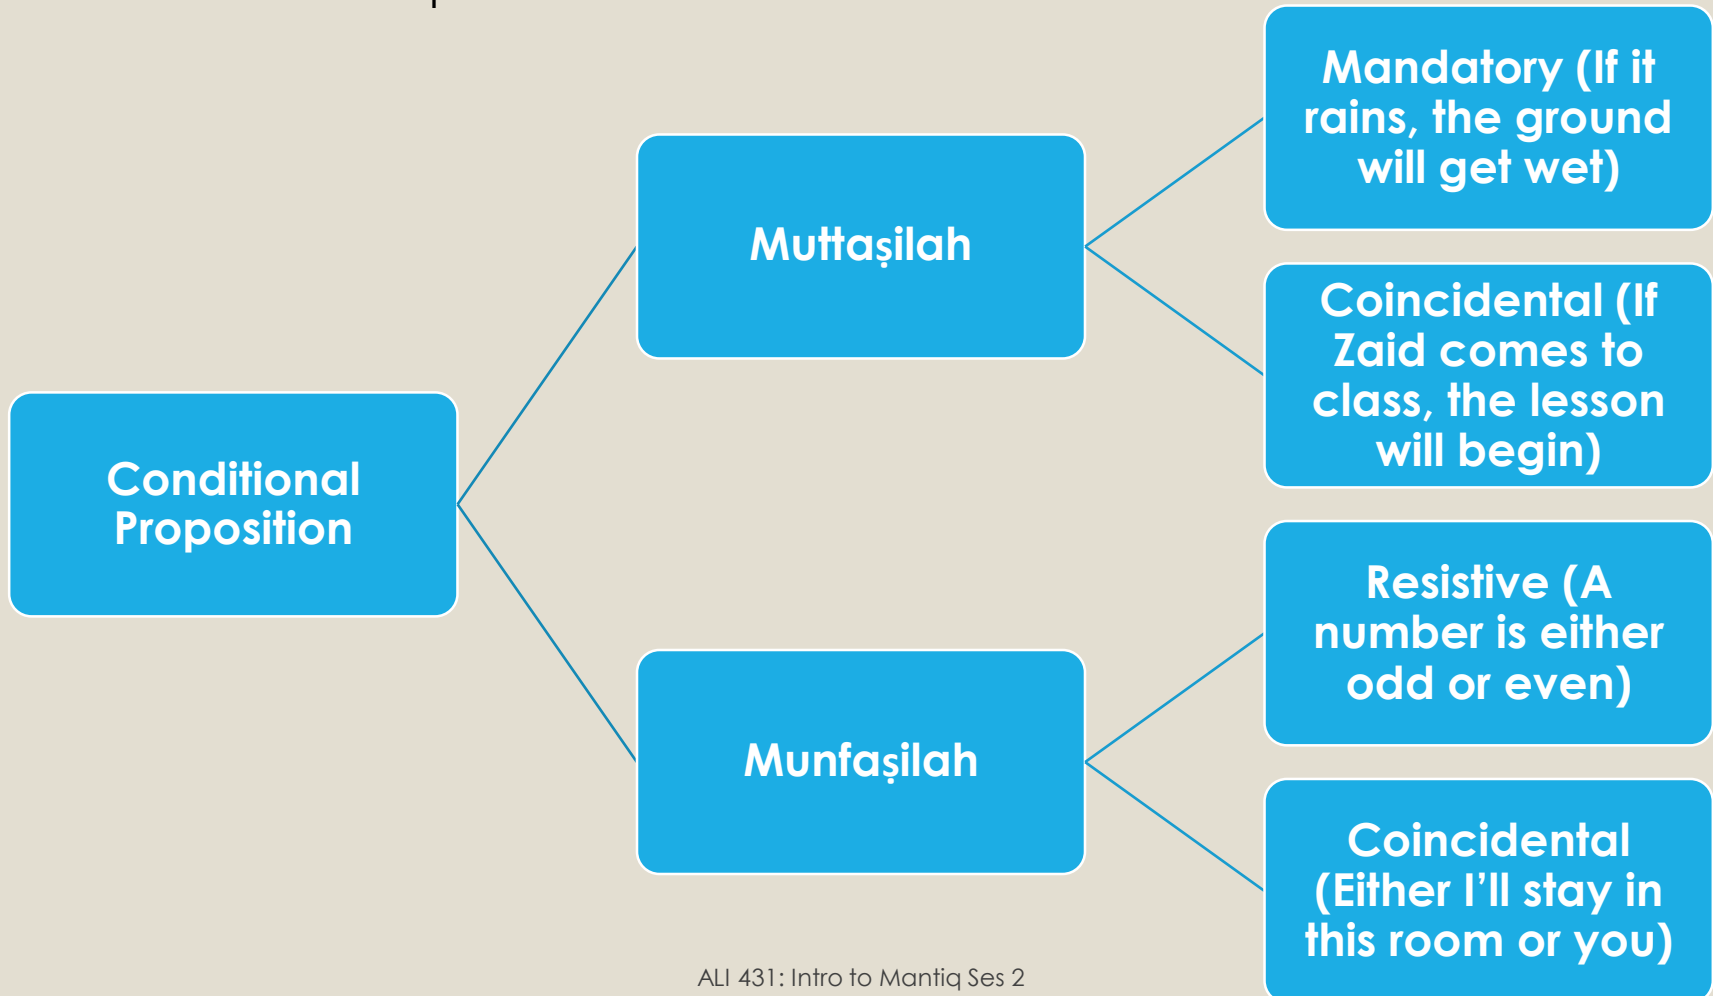 Conditional
Proposition
Muttaṣilah
Mandatory (If it
rains, the ground
will get wet)
Coincidental (If
Zaid comes to
class, the lesson
will begin)
Munfaṣilah
Resistive (A
number is either
odd or even)
Coincidental
(Either I’ll stay in
this room or you)
ALI 431: Intro to Mantiq Ses 2